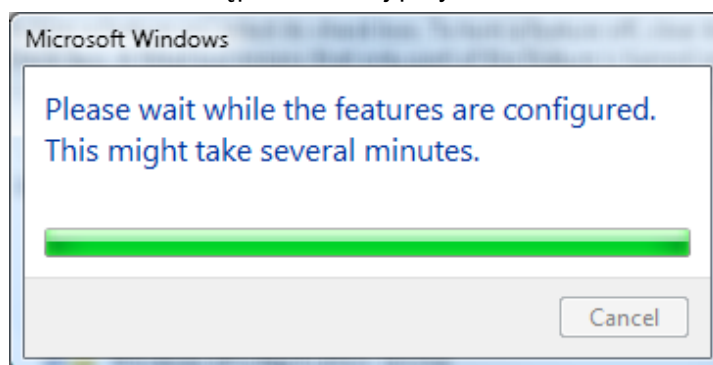 Microsoft Windows
Please wait while the features are configured.
This might take several minutes.
Cancel